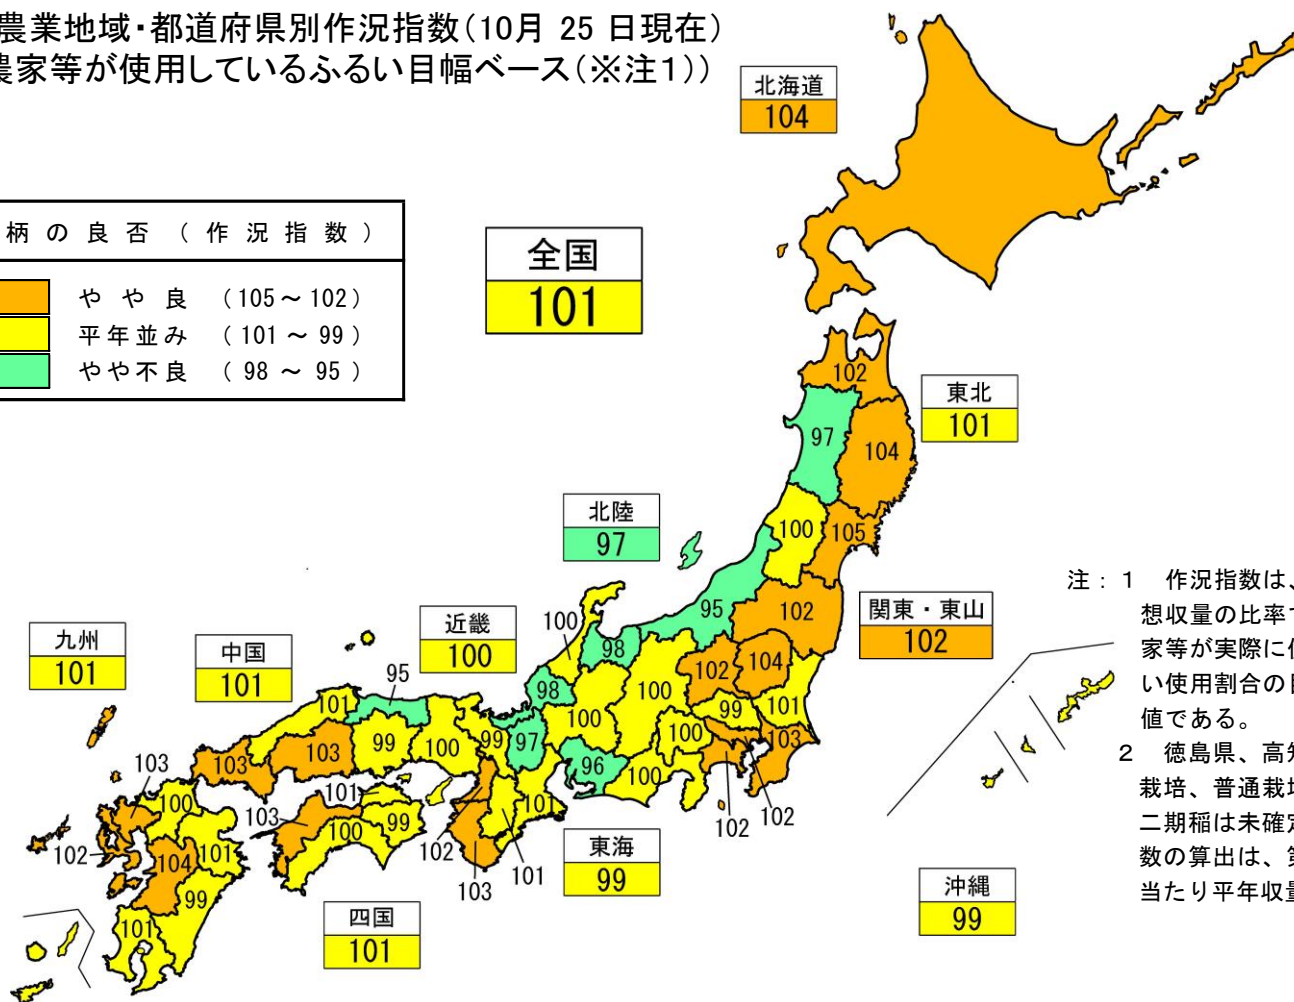 農業地域・都道府県別作況指数（10月 25 日現在）
農家等が使用しているふるい目幅ベース（※注１））
柄の良否（作況指数）
やや良 （105～102）
平年並み （101～99）
やや不良 （98～95）
全国
101
北海道
104
東北
101
北陸
97
関東・東山
102
近畿
100
中国
101
九州
101
東海
99
四国
101
沖縄
99
102
97
104
100
105
95
102
100
98
102
104
98
100
99
101
95
101
100
100
103
97
99
103
99
100
96
100
102
102
103
101
103
100
99
101
103
100
102
101
103
101
102
104
101
99
101
注：１　作況指数は、
想収量の比率で
家等が実際に使
い使用割合の目
値である。
２　徳島県、高知
栽培、普通栽培
二期稲は未確定
数の算出は、第
当たり平年収量